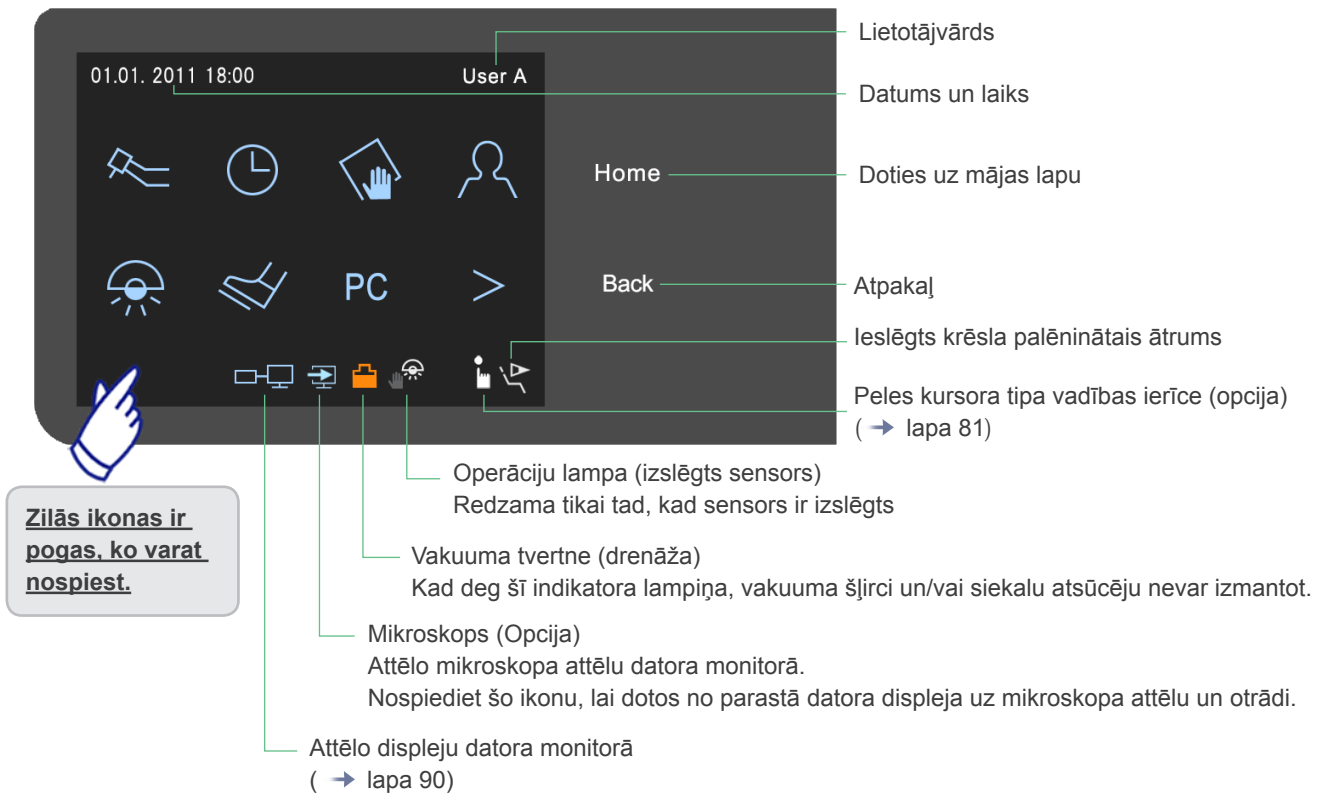 Lietotājvārds
01.01. 2011 18:00
User A
Datums un laiks
Home
Doties uz mājas lapu
PC
>
Back
Atpakaļ
Ieslēgts krēsla palēninātais ātrums
Peles kursora tipa vadības ierīce (opcija)
( → lapa 81)
Operāciju lampa (izslēgts sensors)
Redzama tikai tad, kad sensors ir izslēgts
Zilās ikonas ir
pogas, ko varat
nospiest.
Vakuuma tvertne (drenāža)
Kad deg šī indikatora lampiņa, vakuuma šļirci un/vai siekalu atsūcēju nevar izmantot.
Mikroskops (Opcija)
Attēlo mikroskopa attēlu datora monitorā.
Nospiediet šo ikonu, lai dotos no parastā datora displeja uz mikroskopa attēlu un otrādi.
Attēlo displeju datora monitorā
( → lapa 90)